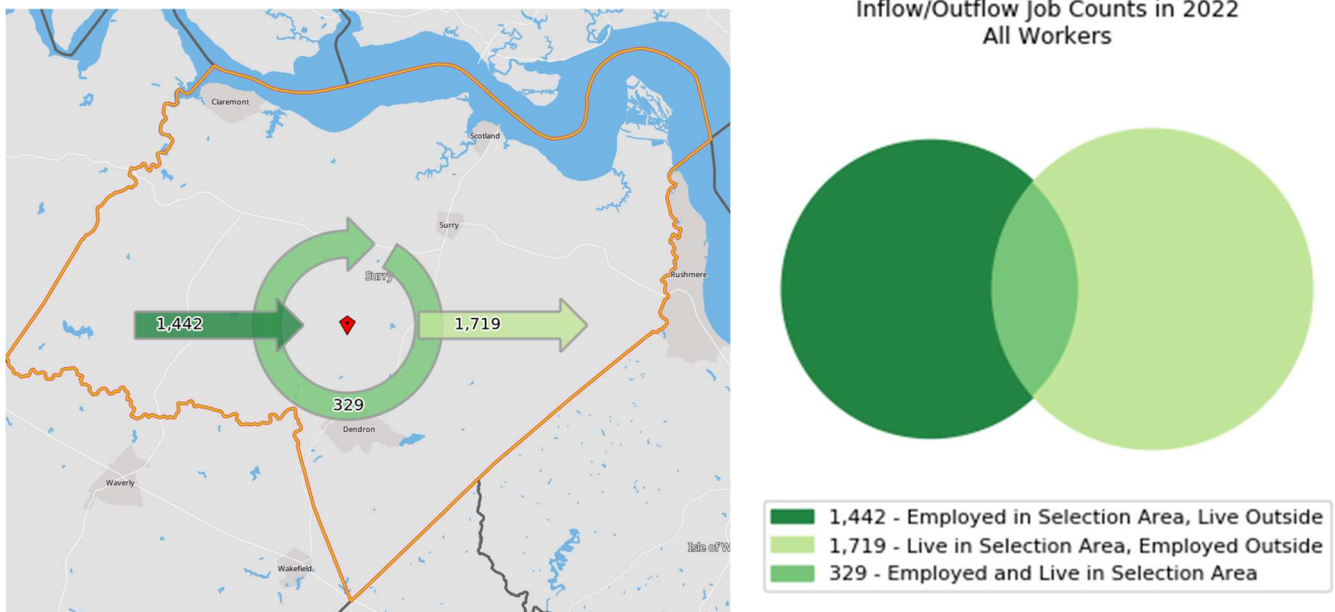 Claremont
Scotland
Surry
Surry
Rushmere
1,442
1,719
329
Dendron
Waverly
Wakefield
Isle of W
Inflow/Outflow Job Counts in 2022
All Workers
1,442 - Employed in Selection Area, Live Outside
1,719 - Live in Selection Area, Employed Outside
329 - Employed and Live in Selection Area